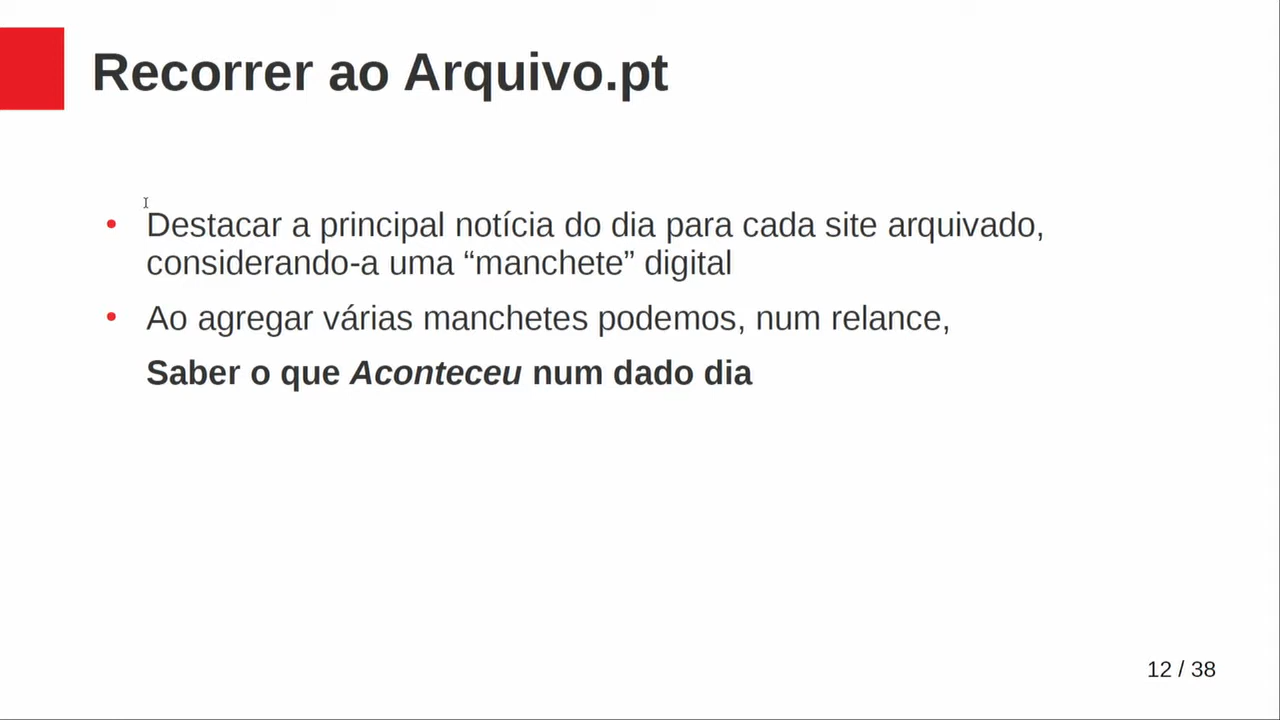 Recorrer ao Arquivo.pt
• Destacar a principal notícia do dia para cada site arquivado,
considerando-a uma “manchete” digital
• Ao agregar várias manchetes podemos, num relance,
Saber o que Aconteceu num dado dia
12 / 38